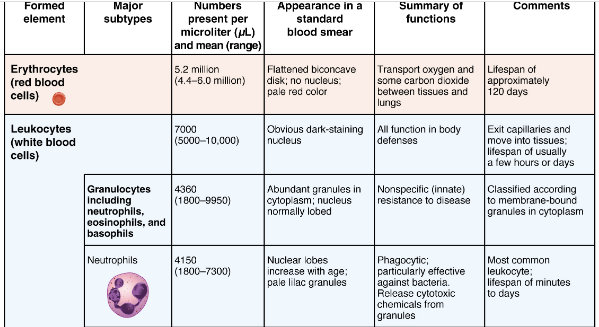 Formed
element
Major
subtypes
Numbers
present per
microliter (µL)
and mean (range)
Appearance in a
standard
blood smear
Summary of
functions
Comments
Erythrocytes
(red blood
cells)
5.2 million
(4.4–6.0 million)
Flattened biconcave
disk; no nucleus;
pale red color
Transport oxygen and
some carbon dioxide
between tissues and
lungs
Lifespan of
approximately
120 days
Leukocytes
(white blood
cells)
7000
(5000–10,000)
Obvious dark-staining
nucleus
All function in body
defenses
Exit capillaries and
move into tissues;
lifespan of usually
a few hours or days
Granulocytes
including
neutrophils,
eosinophils, and
basophils
4360
(1800–9950)
Abundant granules in
cytoplasm; nucleus
normally lobed
Nonspecific (innate)
resistance to disease
Classified according
to membrane-bound
granules in cytoplasm
Neutrophils
4150
(1800–7300)
Nuclear lobes
increase with age;
pale lilac granules
Phagocytic;
particularly effective
against bacteria.
Release cytotoxic
chemicals from
granules
Most common
leukocyte;
lifespan of minutes
to days